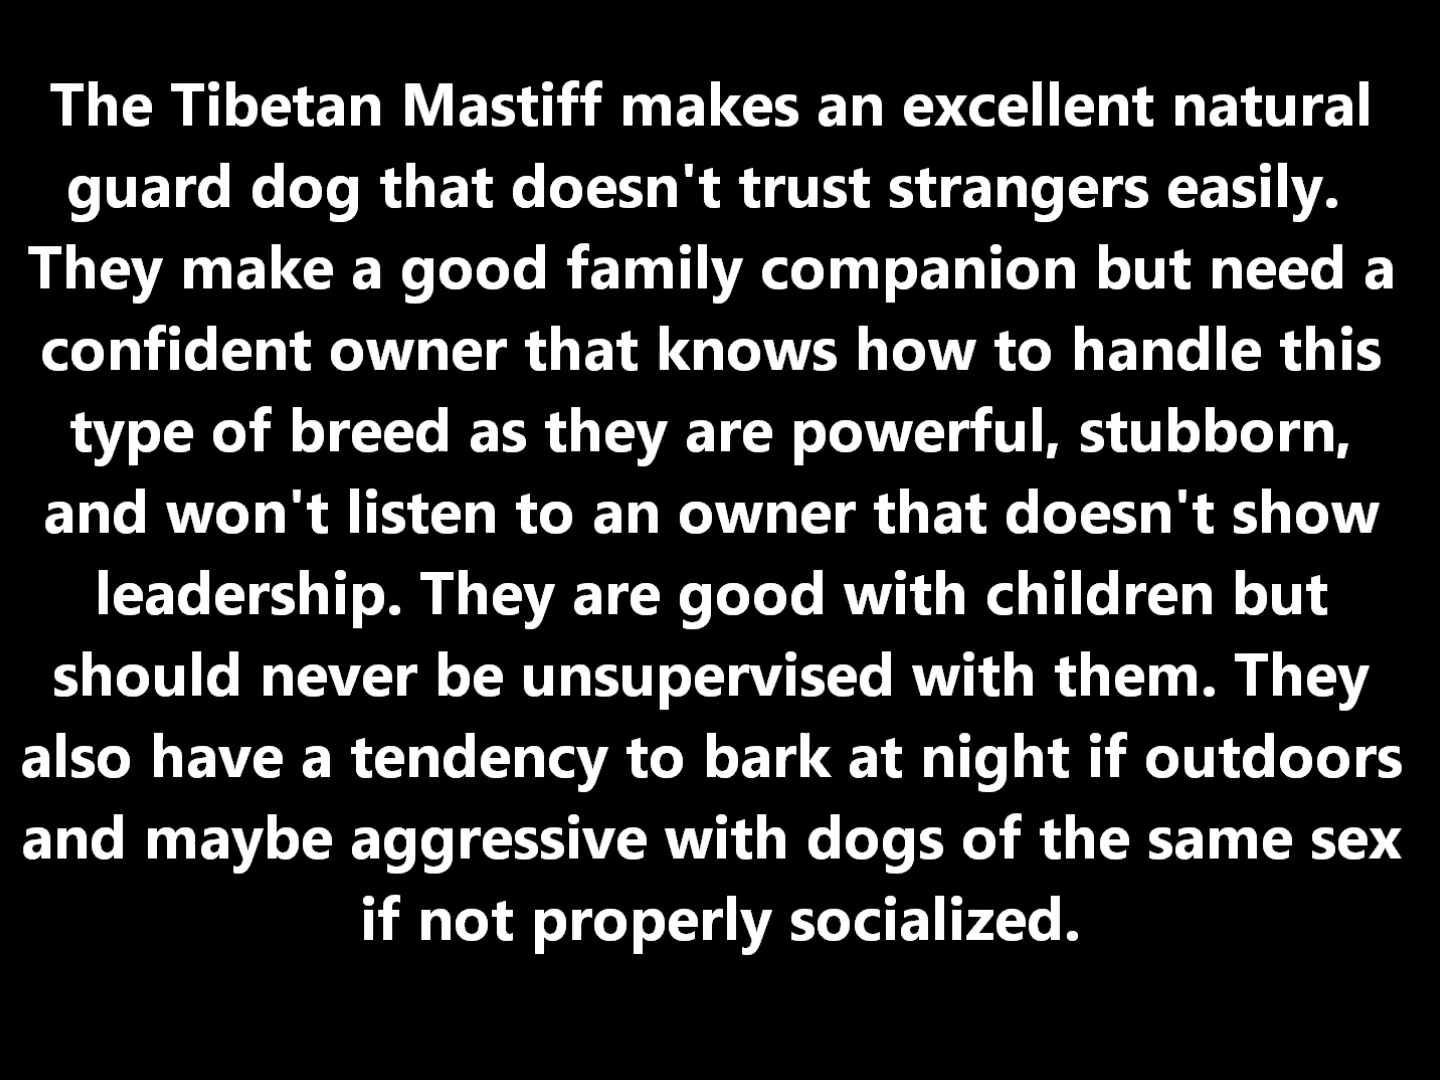 The Tibetan Mastiff makes an excellent natural
guard dog that doesn't trust strangers easily.
They make a good family companion but need a
confident owner that knows how to handle this
type of breed as they are powerful, stubborn,
and won't listen to an owner that doesn't show
leadership. They are good with children but
should never be unsupervised with them. They
also have a tendency to bark at night if outdoors
and maybe aggressive with dogs of the same sex
if not properly socialized.